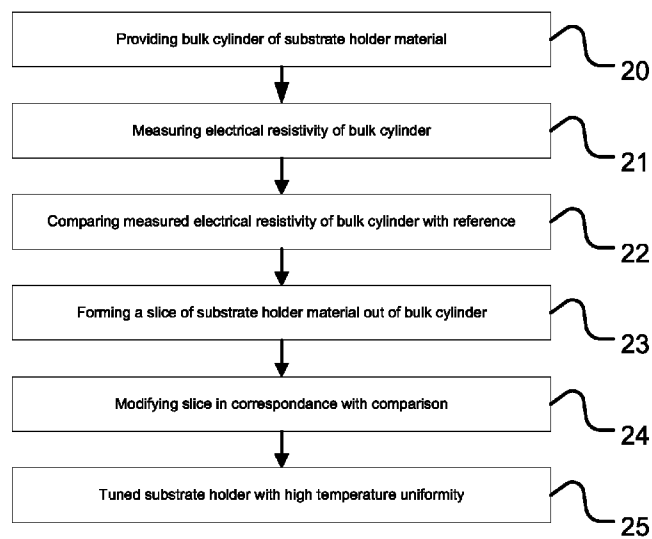 Providing bulk cylinder of substrate holder material
20
Measuring electrical resistivity of bulk cylinder
21
Comparing measured electrical resistivity of bulk cylinder with reference
22
Forming a slice of substrate holder material out of bulk cylinder
23
Modifying slice in correspondance with comparison
24
Tuned substrate holder with high temperature uniformity
25